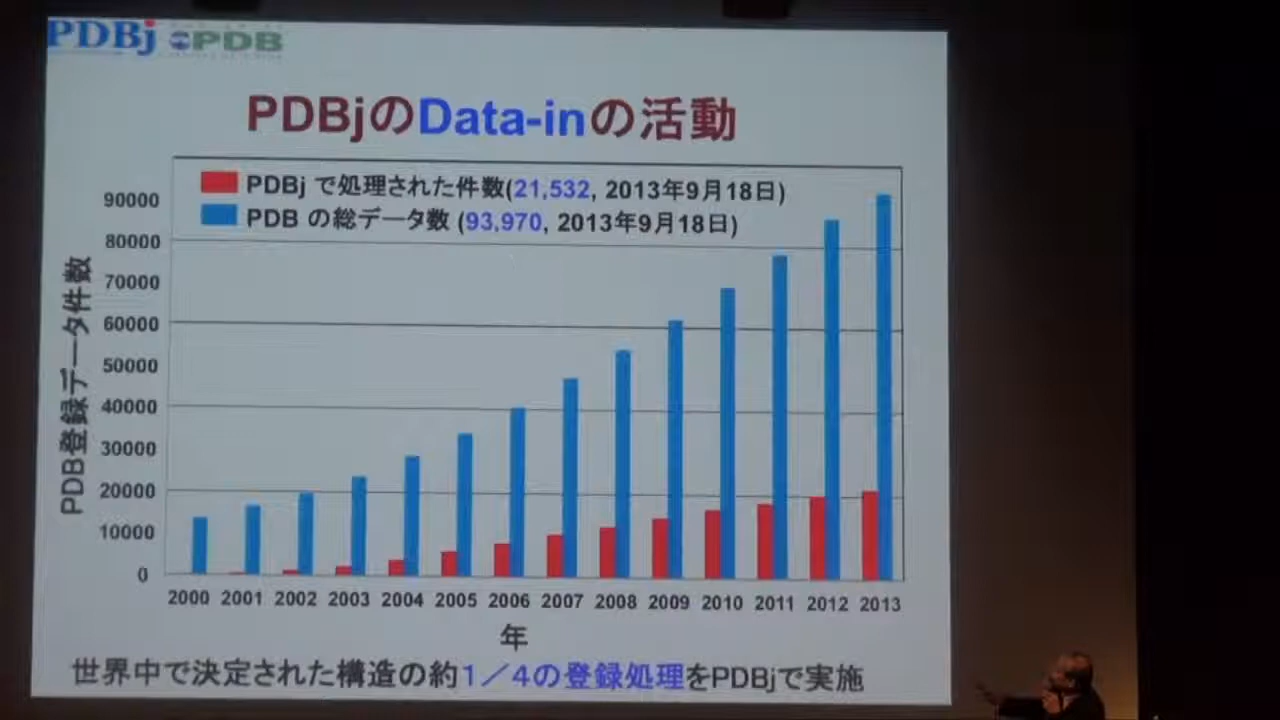 PDBj PDB
PDBjのData-inの活動
PDBj で処理された件数(21,532, 2013年9月18日)
PDB の総データ数 (93,970, 2013年9月18日)
PDB登録データ件数
90000
80000
70000
60000
50000
40000
30000
20000
10000
0
2000 2001 2002 2003 2004 2005 2006 2007 2008 2009 2010 2011 2012 2013
年
世界中で決定された構造の約1／4の登録処理をPDBjで実施